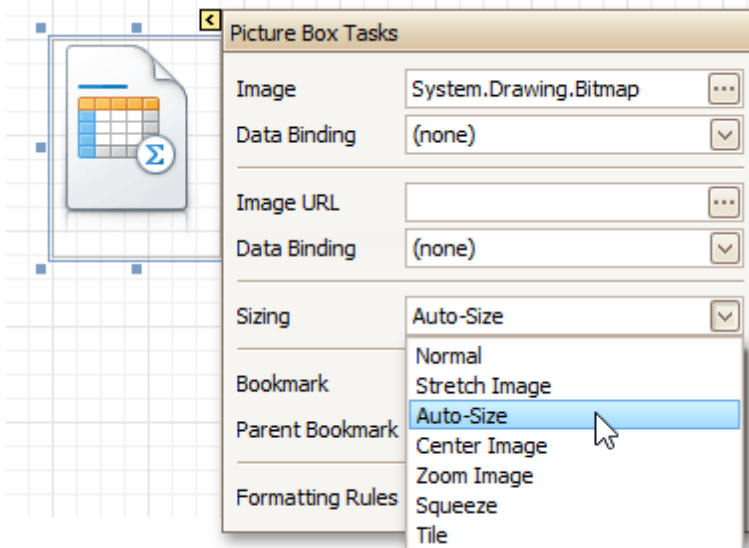 Picture Box Tasks
Image System.Drawing.Bitmap
Data Binding (none)
Image URL
Data Binding (none)
Sizing Auto-Size
Normal
Stretch Image
Bookmark
Auto-Size
Parent Bookmark
Center Image
Zoom Image
Formatting Rules
Squeeze
Tile
Σ